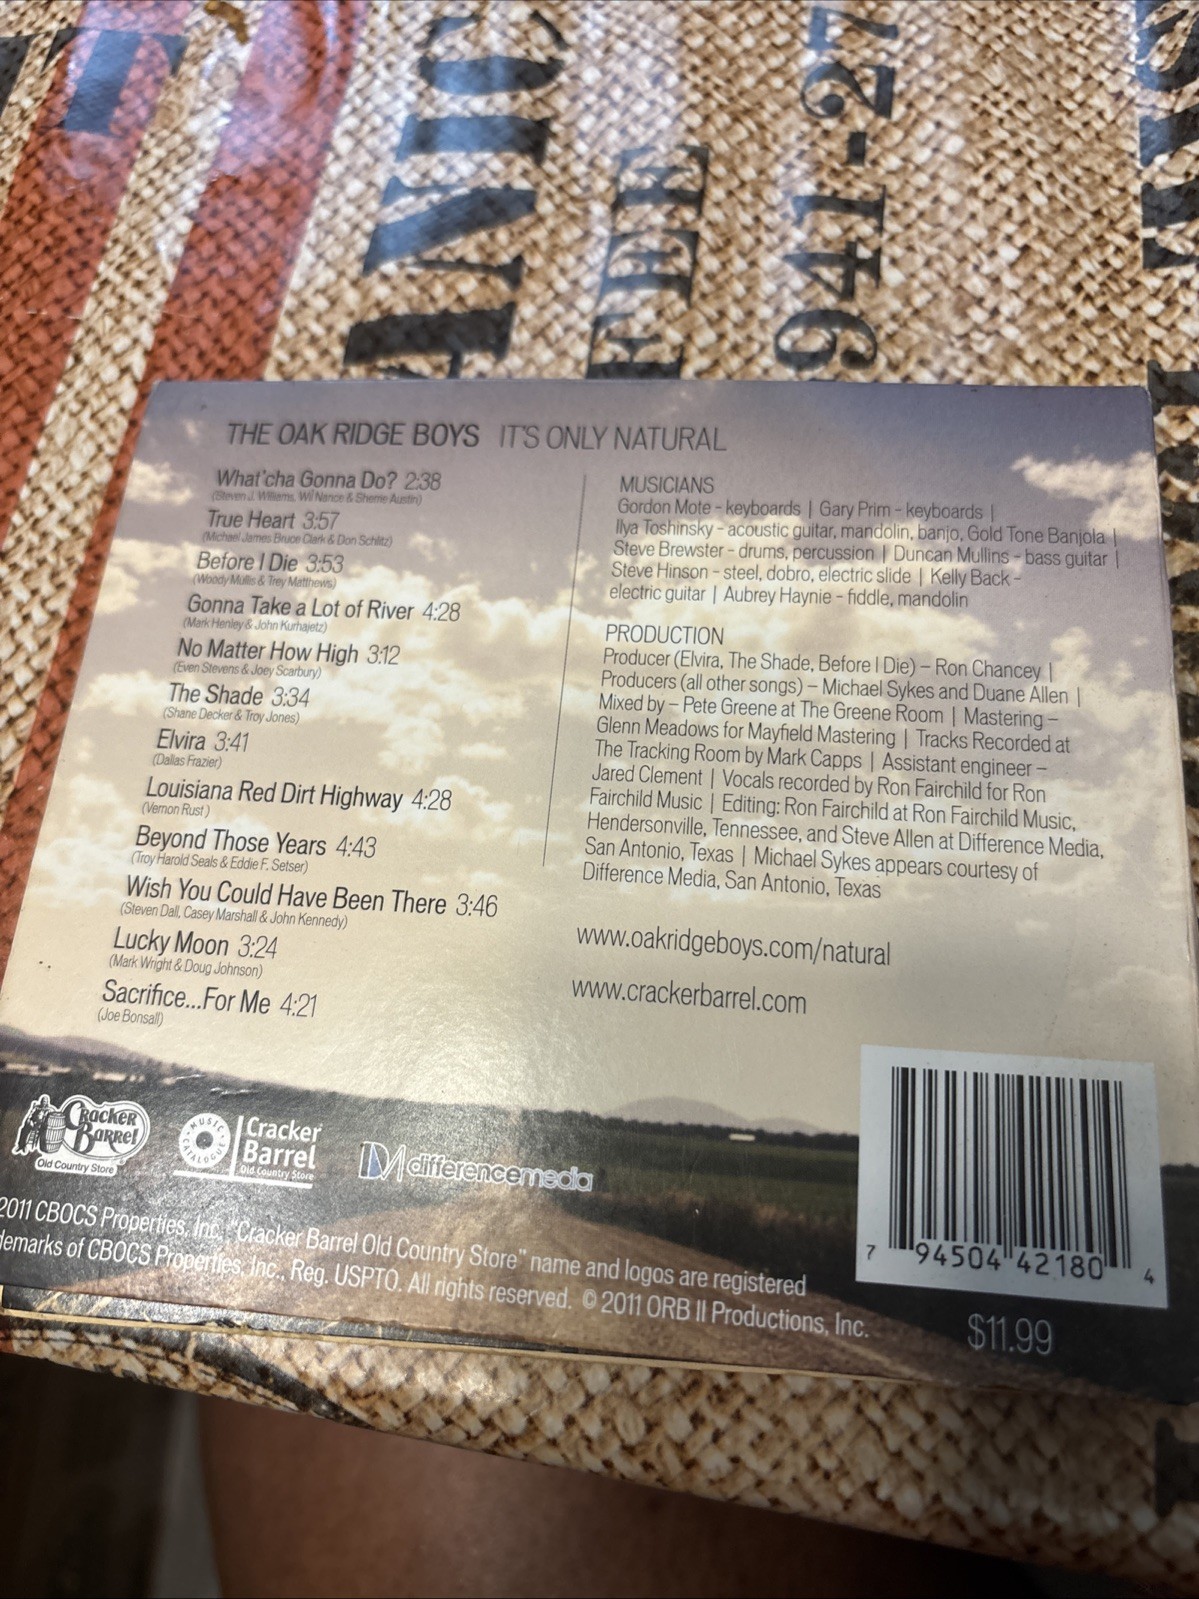 ANIC
FEE
941-27
THE OAK RIDGE BOYS IT'S ONLY NATURAL
What'cha Gonna Do? 2:38
(Steven J. Williams, Wil Nance & Sherrie Austin)
True Heart 3:57
(Michael James Bruce Clark & Don Schlitz)
Before I Die 3:53
(Woody Mullis & Trey Matthews)
Gonna Take a Lot of River 4:28
(Mark Henley & John Kurhajetz)
No Matter How High 3:12
(Even Stevens & Joey Scarbury)
The Shade 3:34
(Shane Decker & Troy Jones)
Elvira 3:41
(Dallas Frazier)
Louisiana Red Dirt Highway 4:28
(Vernon Rust)
Beyond Those Years 4:43
(Troy Harold Seals & Eddie F. Setser)
Wish You Could Have Been There 3:46
(Steven Dall, Casey Marshall & John Kennedy)
Lucky Moon 3:24
(Mark Wright & Doug Johnson)
Sacrifice...For Me 4:21
(Joe Bonsall)
MUSICIANS
Gordon Mote - keyboards | Gary Prim - keyboards |
Ilya Toshinsky - acoustic guitar, mandolin, banjo, Gold Tone Banjola |
Steve Brewster - drums, percussion | Duncan Mullins - bass guitar |
Steve Hinson - steel, dobro, electric slide | Kelly Back -
electric guitar | Aubrey Haynie - fiddle, mandolin
PRODUCTION
Producer (Elvira, The Shade, Before I Die) – Ron Chancey |
Producers (all other songs) – Michael Sykes and Duane Allen |
Mixed by – Pete Greene at The Greene Room | Mastering –
Glenn Meadows for Mayfield Mastering | Tracks Recorded at
The Tracking Room by Mark Capps | Assistant engineer –
Jared Clement | Vocals recorded by Ron Fairchild for Ron
Fairchild Music | Editing: Ron Fairchild at Ron Fairchild Music,
Hendersonville, Tennessee, and Steve Allen at Difference Media,
San Antonio, Texas | Michael Sykes appears courtesy of
Difference Media, San Antonio, Texas
www.oakridgeboys.com/natural
www.crackerbarrel.com
Cracker
Barrel
Old Country Store
MUSIC
CATALOGUE
Cracker
Barrel
Old Country Store
DM differencemedia
2011 CBOCS Properties, Inc. "Cracker Barrel Old Country Store" name and logos are registered
demarks of CBOCS Properties, Inc., Reg. USPTO. All rights reserved. © 2011 ORB II Productions, Inc.
7 94504 42180 4
$11.99